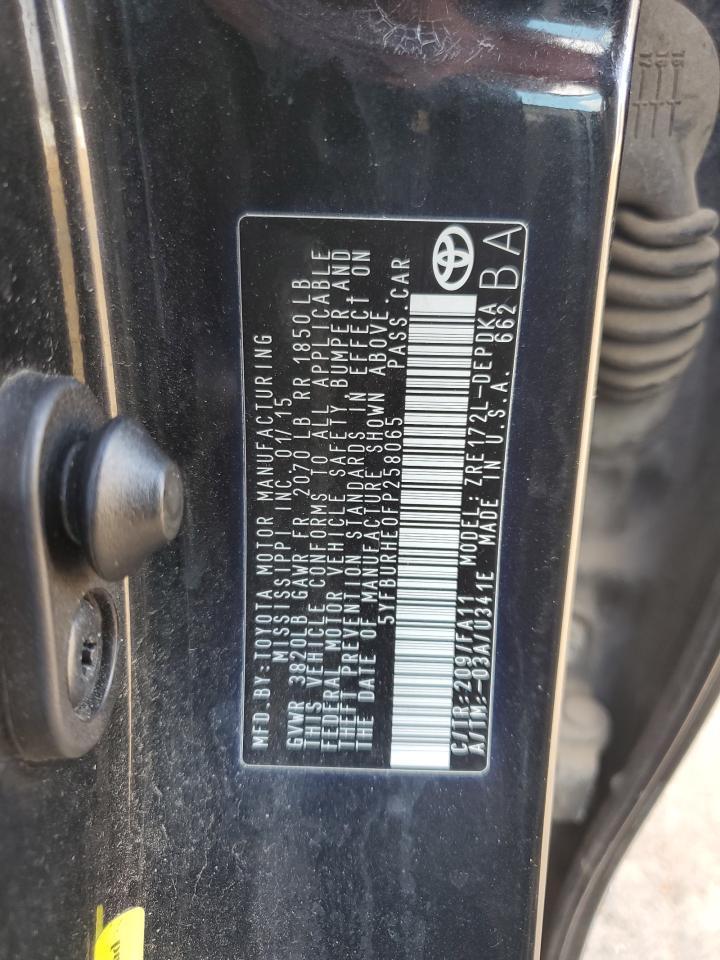 MFD.BY:TOYOTA MOTOR MANUFACTURING
MISSISSIPPI INC. 01/15
GVWR 3820LB GAWR FR 2070 LB RR 1850 LB
THIS VEHICLE CONFORMS TO ALL APPLICABLE
FEDERAL MOTOR VEHICLE SAFETY, BUMPER, AND
THEFT PREVENTION STANDARDS IN EFFECT ON
THE DATE OF MANUFACTURE SHOWN ABOVE.
5YFBURHE0FP258065 PASS.CAR
C/TR:209/FA11 MODEL:ZRE172L-DEPDKA
A/TM:-03A/U341E MADE IN U.S.A. 662
BA